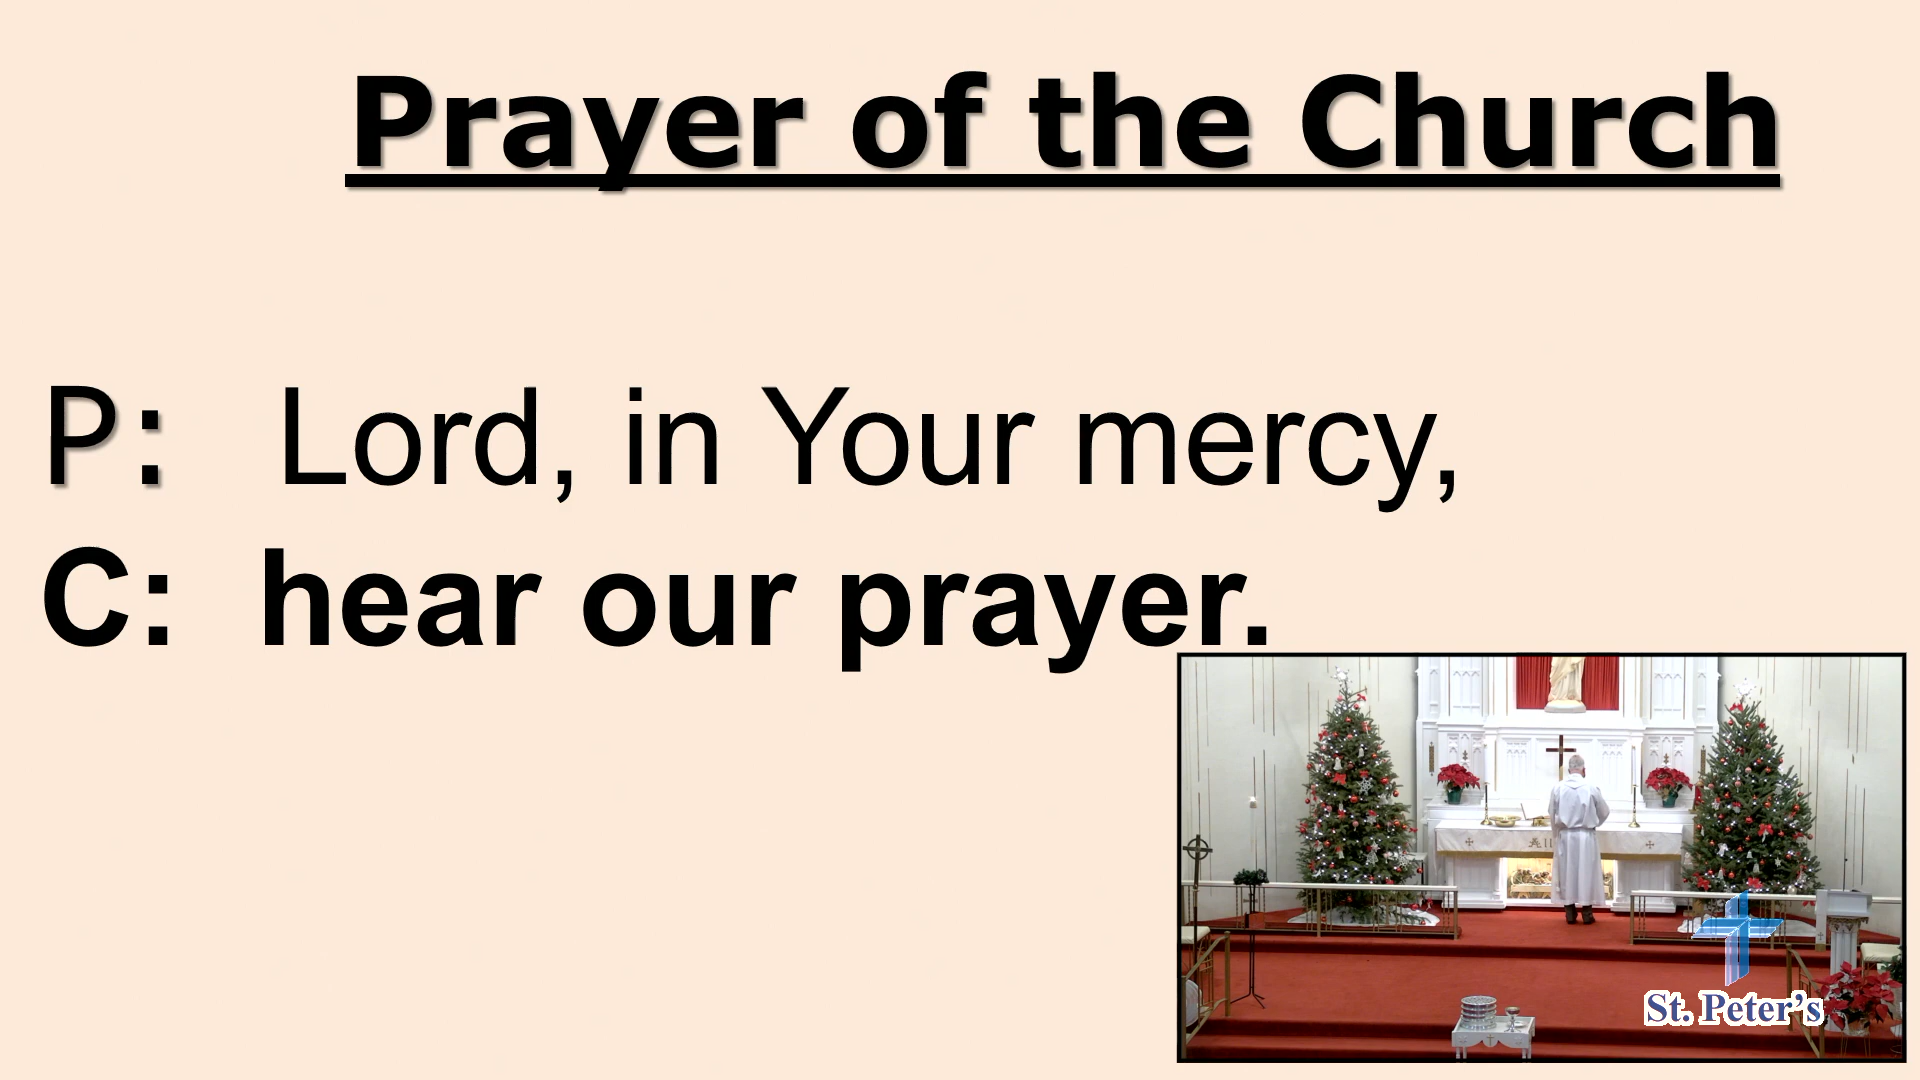 Prayer of the Church
P: Lord, in Your mercy,
C: hear our prayer.
St. Peter's